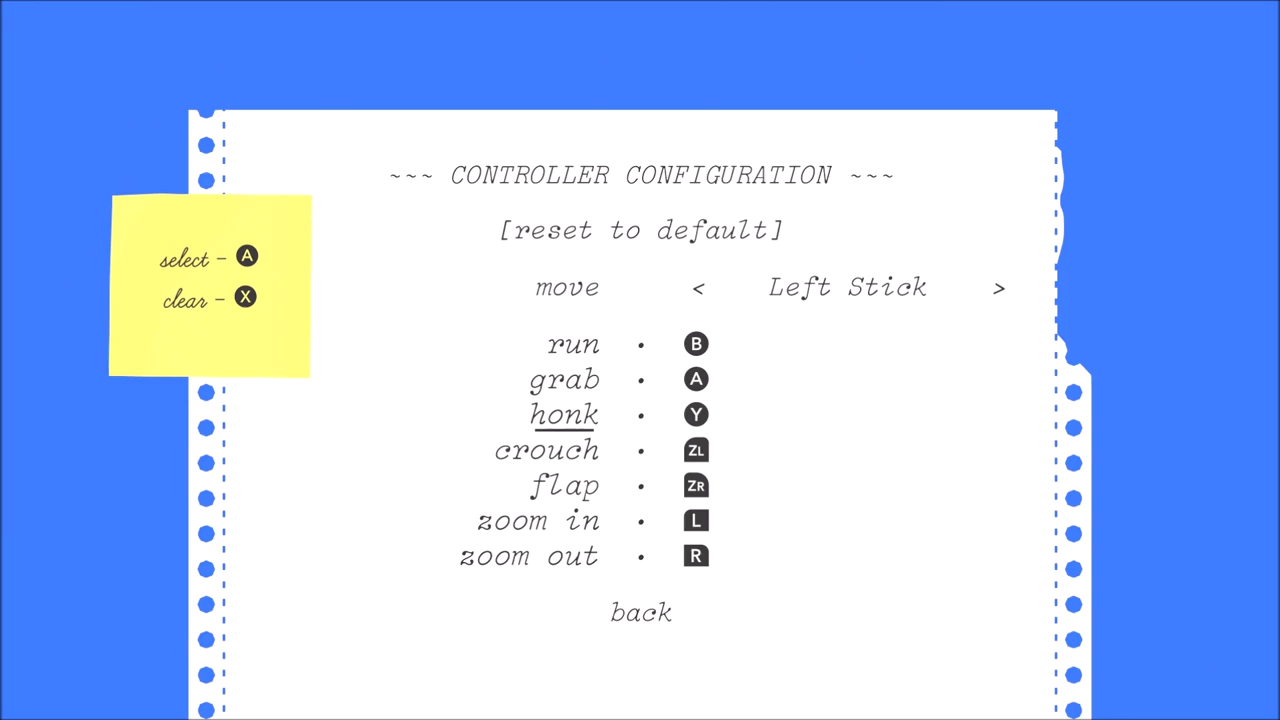 ~~~ CONTROLLER CONFIGURATION ~~~
[reset to default]
select - A
clear - X
move < Left Stick >
run • B
grab • A
honk • Y
crouch • ZL
flap • ZR
zoom in • L
zoom out • R
back